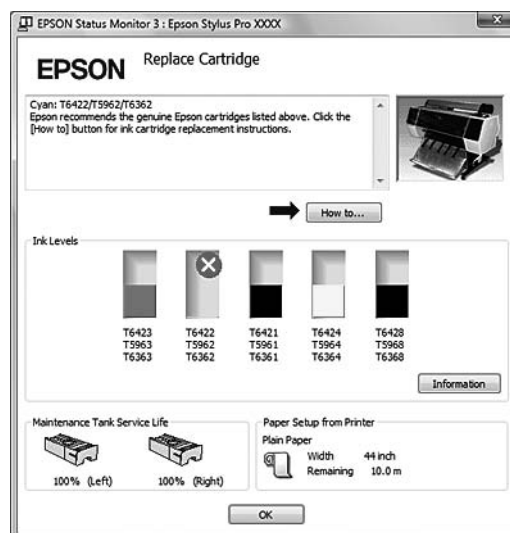 EPSON Status Monitor 3 : Epson Stylus Pro XXXX
EPSON Replace Cartridge
Cyan: T6422/T5962/T6362
Epson recommends the genuine Epson cartridges listed above. Click the
[How to] button for ink cartridge replacement instructions.
How to...
Ink Levels
T6423 T6422 T6421 T6424 T6428
T5963 T5962 T5961 T5964 T5968
T6363 T6362 T6361 T6364 T6368
Information
Maintenance Tank Service Life
100% (Left) 100% (Right)
Paper Setup from Printer
Plain Paper
Width 44 inch
Remaining 10.0 m
OK